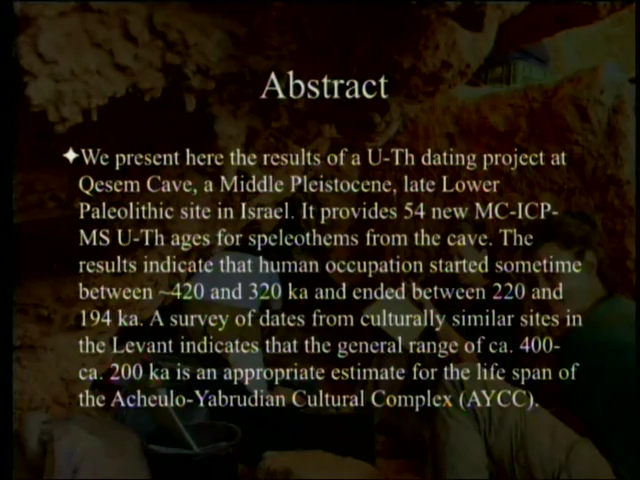 Abstract
We present here the results of a U-Th dating project at
Qesem Cave, a Middle Pleistocene, late Lower
Paleolithic site in Israel. It provides 54 new MC-ICP-
MS U-Th ages for speleothems from the cave. The
results indicate that human occupation started sometime
between ~420 and 320 ka and ended between 220 and
194 ka. A survey of dates from culturally similar sites in
the Levant indicates that the general range of ca. 400-
ca. 200 ka is an appropriate estimate for the life span of
the Acheulo-Yabrudian Cultural Complex (AYCC).